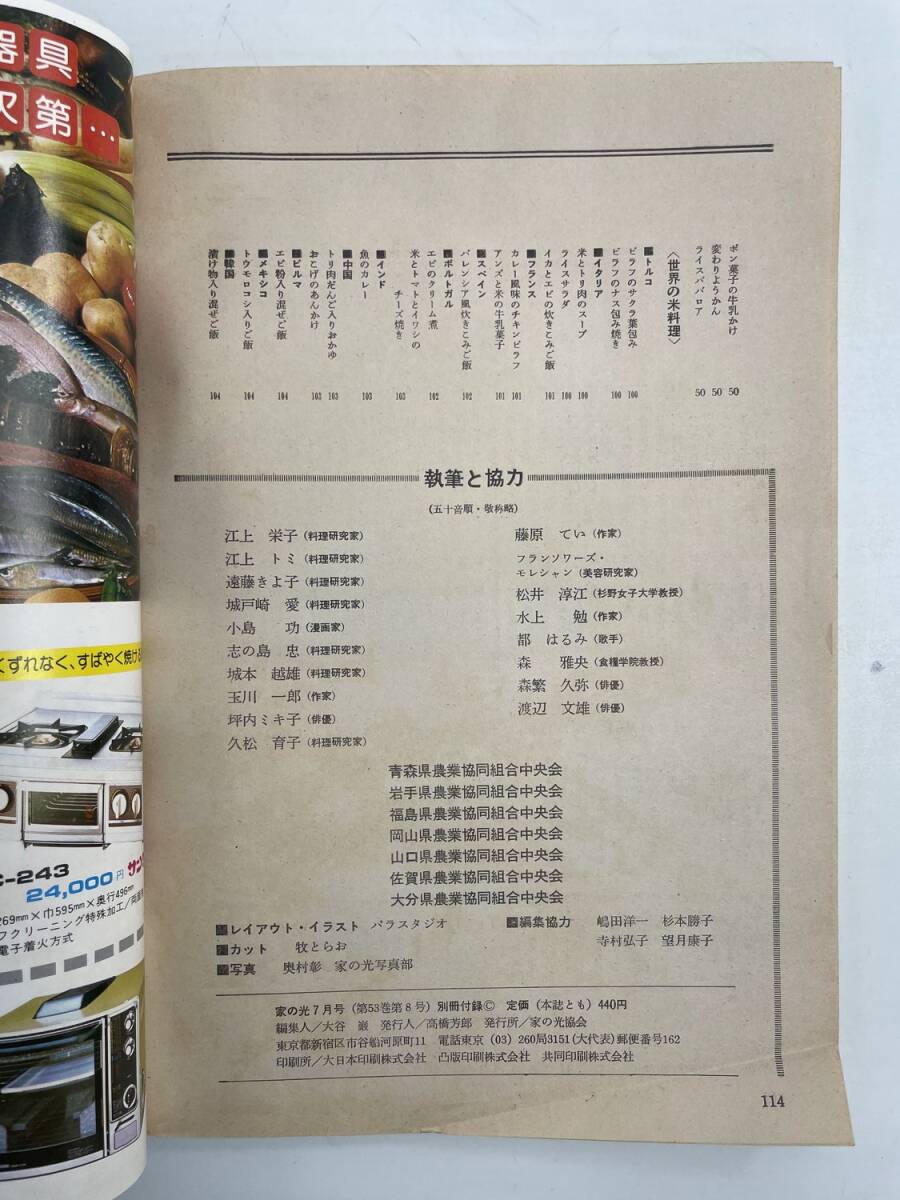 器具
第…
くずれなく、すばやく焼ける
C-243
24,000円
269mm×巾595mm×奥行496mm
フクリーニング特殊加工/両面
電子着火方式
ポン菓子の牛乳かけ 50
変わりようかん 50
ライスババロア 50
〈世界の米料理〉
■トルコ
ピラフのサクラ葉包み 100
ピラフのナス包み焼き 100
■イタリア
米とトリ肉のスープ 100
ライスサラダ 100
イカとエビの炊きこみご飯 101
■フランス
カレー風味のチキンピラフ 101
アンズと米の牛乳菓子 101
■スペイン
バレンシア風炊きこみご飯 102
■ポルトガル
エビのクリーム煮 102
米とトマトとイワシの
チーズ焼き 103
■インド
魚のカレー 103
■中国
トリ肉だんご入りおかゆ 103
おこげのあんかけ 103
■ビルマ
エビ粉入り混ぜご飯 104
■メキシコ
トウモロコシ入りご飯 104
■韓国
漬け物入り混ぜご飯 104
執筆と協力
(五十音順・敬称略)
江上 栄子(料理研究家)
江上 トミ(料理研究家)
遠藤きよ子(料理研究家)
城戸崎 愛(料理研究家)
小島 功(漫画家)
志の島 忠(料理研究家)
城本 越雄(料理研究家)
玉川 一郎(作家)
坪内ミキ子(俳優)
久松 育子(料理研究家)
藤原 てい(作家)
フランソワーズ・
モレシャン(美容研究家)
松井 淳江(杉野女子大学教授)
水上 勉(作家)
都 はるみ(歌手)
森 雅央(食糧学院教授)
森繁 久弥(俳優)
渡辺 文雄(俳優)
青森県農業協同組合中央会
岩手県農業協同組合中央会
福島県農業協同組合中央会
岡山県農業協同組合中央会
山口県農業協同組合中央会
佐賀県農業協同組合中央会
大分県農業協同組合中央会
■レイアウト・イラスト パラスタジオ
■カット 牧とらお
■写真 奥村彰 家の光写真部
■編集協力 嶋田洋一 杉本勝子
寺村弘子 望月康子
家の光7月号(第53巻第8号)別冊付録© 定価(本誌とも)440円
編集人/大谷 巌 発行人/高橋芳郎 発行所/家の光協会
東京都新宿区市谷船河原町11 電話東京(03)260局3151(大代表)郵便番号162
印刷所/大日本印刷株式会社 凸版印刷株式会社 共同印刷株式会社
114